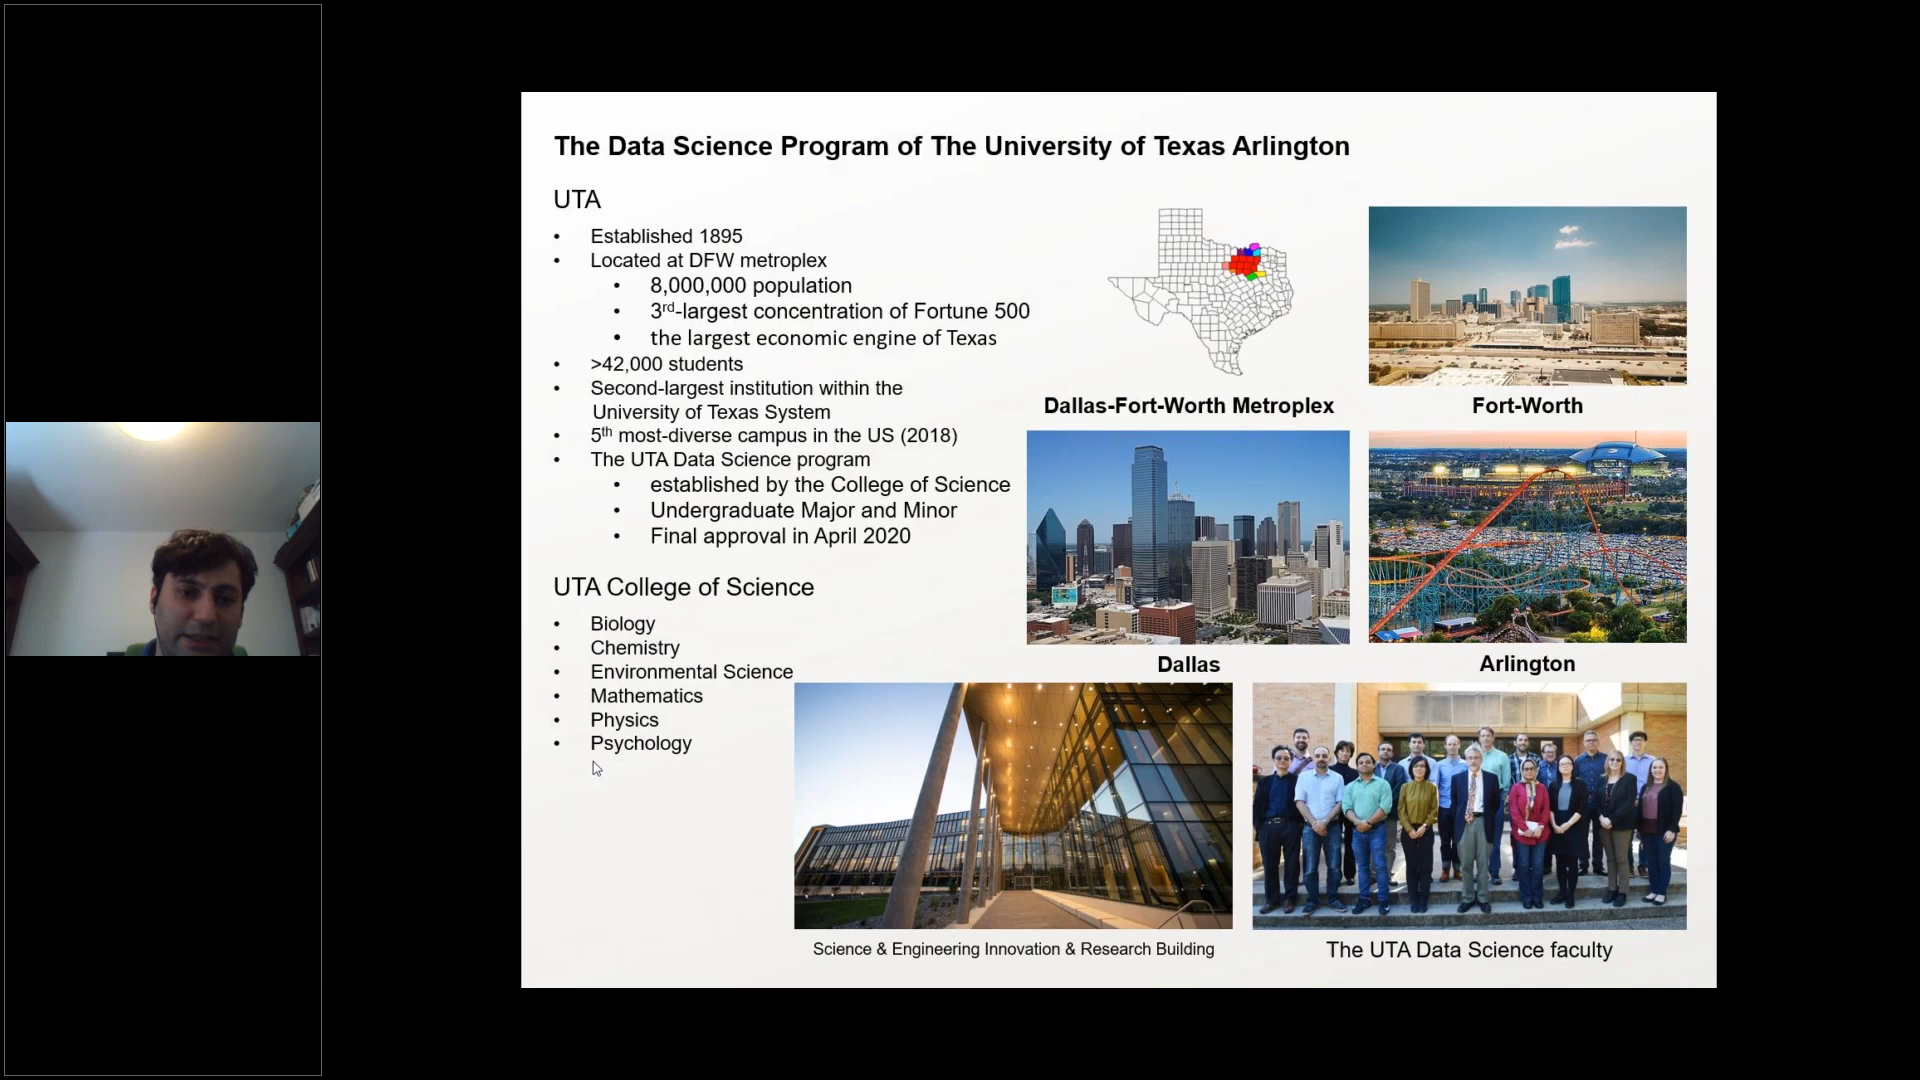 The Data Science Program of The University of Texas Arlington
UTA
• Established 1895
• Located at DFW metroplex
• 8,000,000 population
• 3rd-largest concentration of Fortune 500
• the largest economic engine of Texas
• >42,000 students
• Second-largest institution within the
University of Texas System
• 5th most-diverse campus in the US (2018)
• The UTA Data Science program
• established by the College of Science
• Undergraduate Major and Minor
• Final approval in April 2020
UTA College of Science
• Biology
• Chemistry
• Environmental Science
• Mathematics
• Physics
• Psychology
Dallas-Fort-Worth Metroplex
Fort-Worth
Dallas
Arlington
Science & Engineering Innovation & Research Building
The UTA Data Science faculty